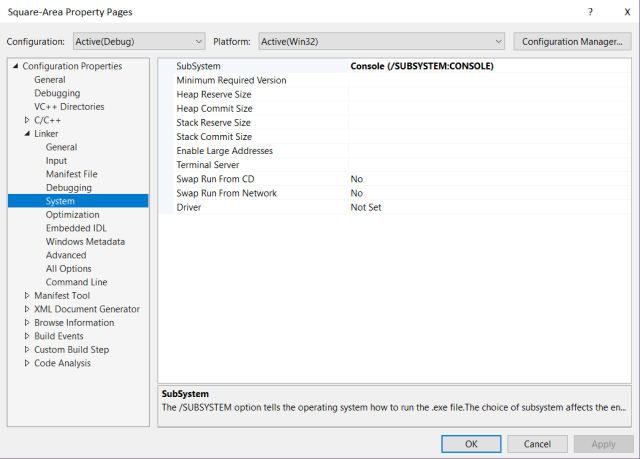 Square-Area Property Pages ? X
Configuration: Active(Debug) Platform: Active(Win32) Configuration Manager...
Configuration Properties
General
Debugging
VC++ Directories
C/C++
Linker
General
Input
Manifest File
Debugging
System
Optimization
Embedded IDL
Windows Metadata
Advanced
All Options
Command Line
Manifest Tool
XML Document Generator
Browse Information
Build Events
Custom Build Step
Code Analysis
SubSystem Console (/SUBSYSTEM:CONSOLE)
Minimum Required Version
Heap Reserve Size
Heap Commit Size
Stack Reserve Size
Stack Commit Size
Enable Large Addresses
Terminal Server
Swap Run From CD No
Swap Run From Network No
Driver Not Set
SubSystem
The /SUBSYSTEM option tells the operating system how to run the .exe file.The choice of subsystem affects the en...
OK Cancel Apply